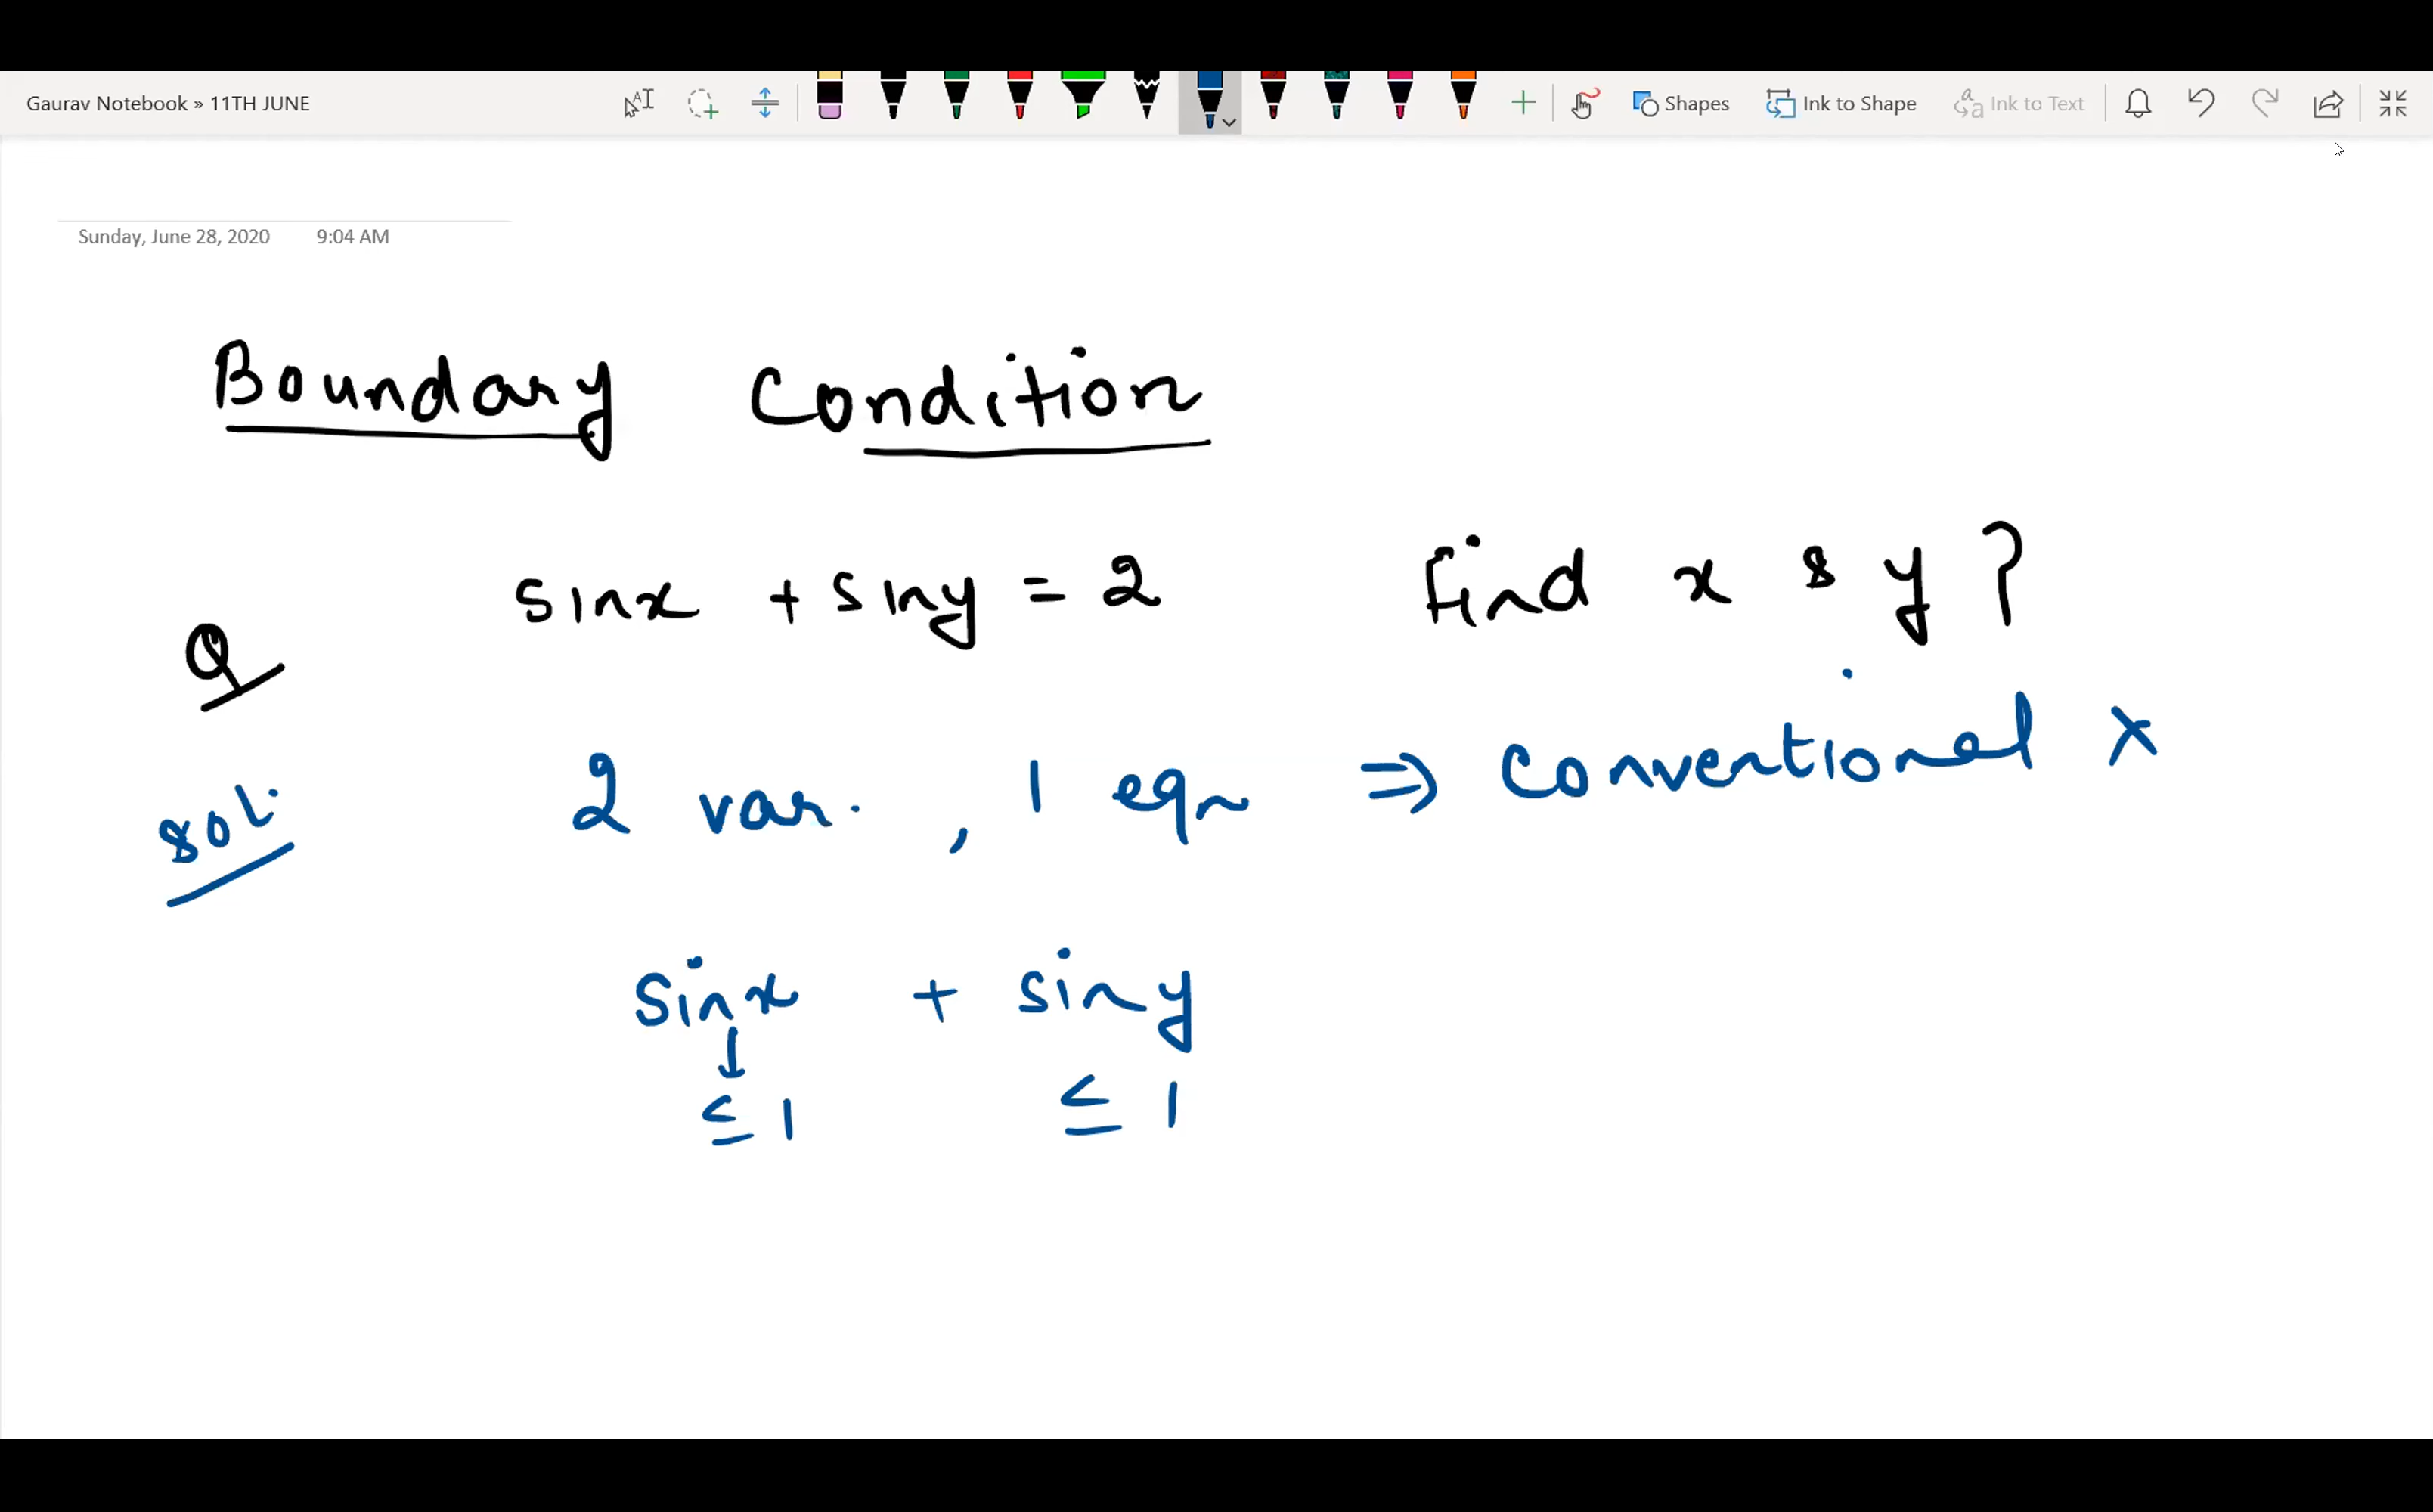 Gaurav Notebook » 11TH JUNE Shapes Ink to Shape Ink to Text
Sunday, June 28, 2020 9:04 AM
Boundary Condition
Q sinx + siny = 2 Find x & y ?
Sol. 2 var. , 1 eqn ⇒ Conventional ×
sinx + siny
↓
≤ 1 ≤ 1